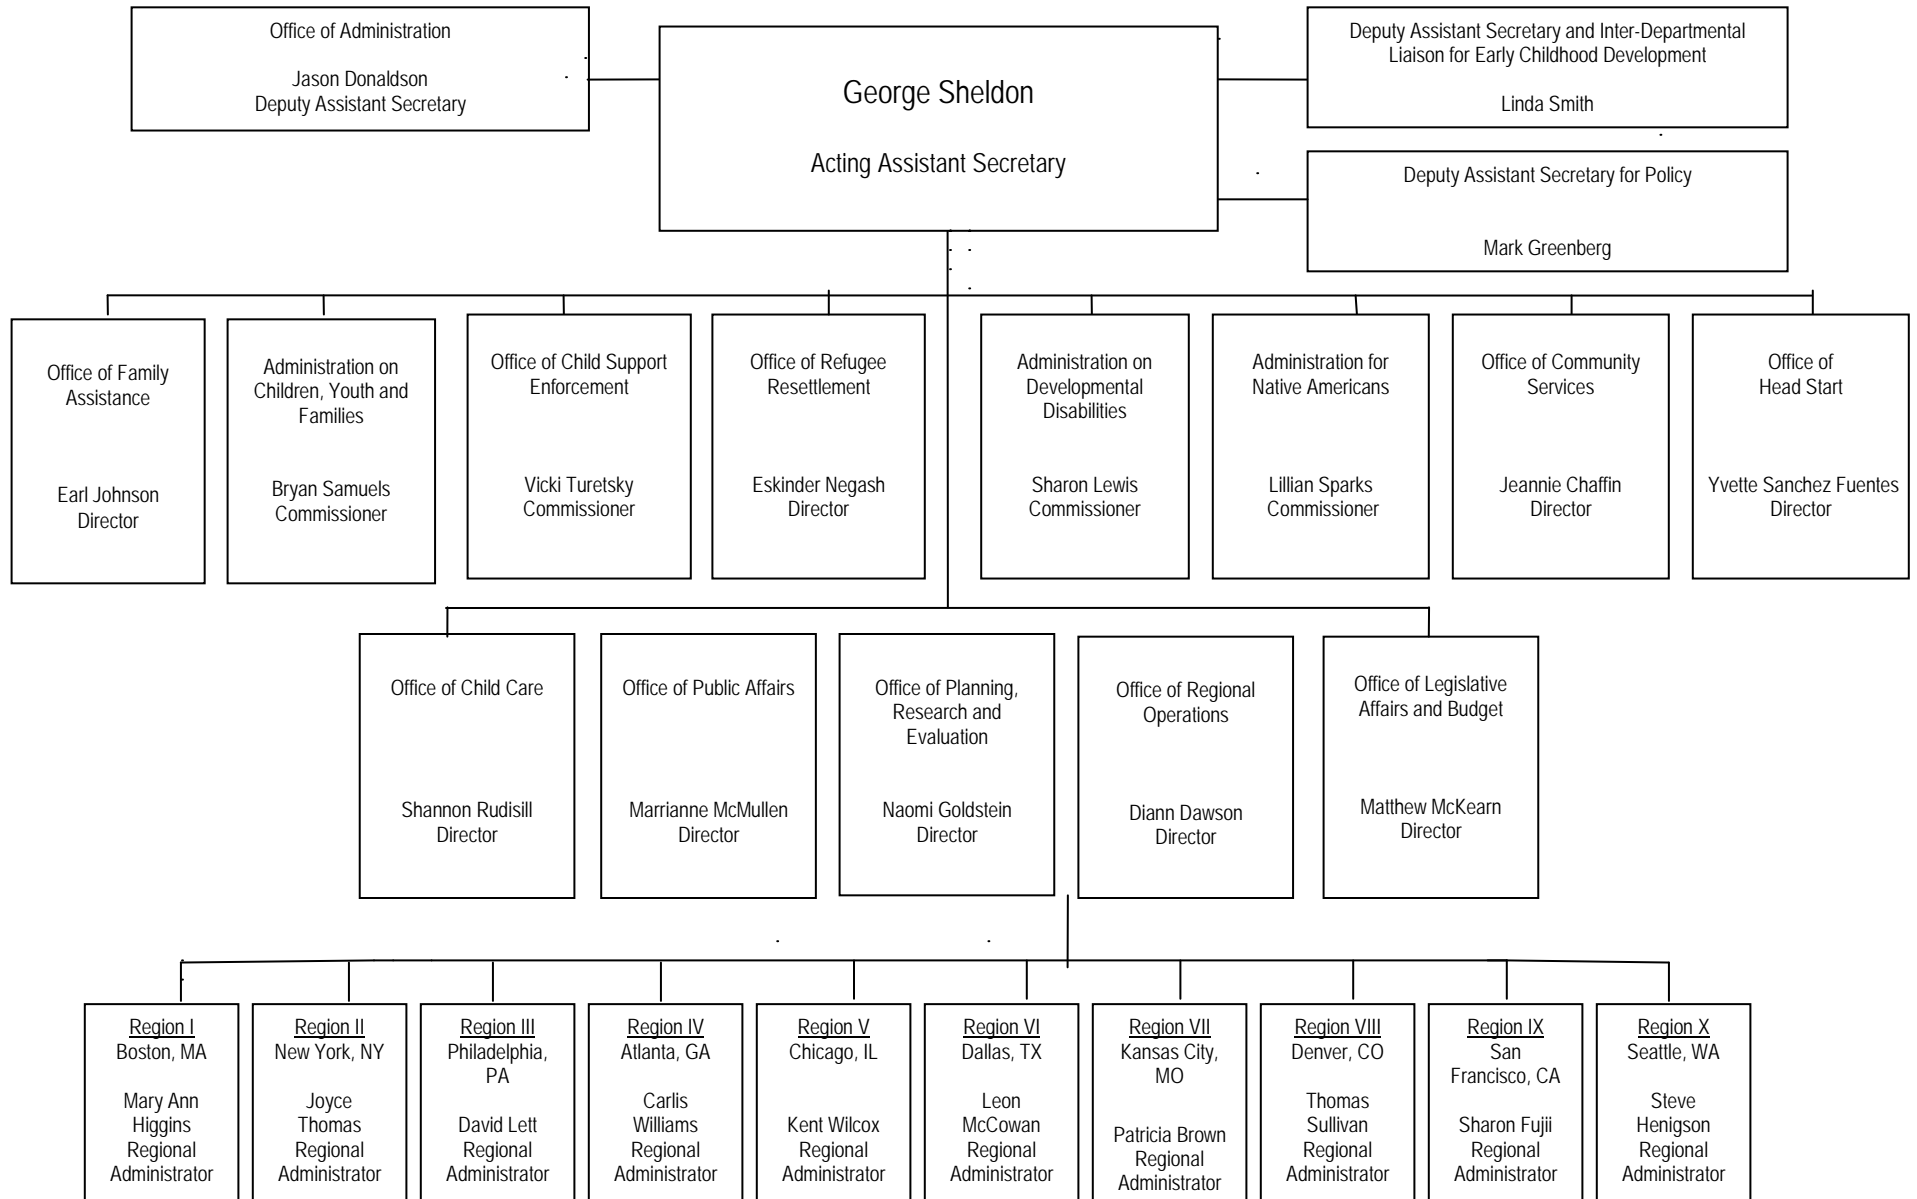 Office of Administration
Jason Donaldson
Deputy Assistant Secretary
George Sheldon
Acting Assistant Secretary
Deputy Assistant Secretary and Inter-Departmental
Liaison for Early Childhood Development
Linda Smith
Deputy Assistant Secretary for Policy
Mark Greenberg
Office of Family
Assistance
Earl Johnson
Director
Administration on
Children, Youth and
Families
Bryan Samuels
Commissioner
Office of Child Support
Enforcement
Vicki Turetsky
Commissioner
Office of Refugee
Resettlement
Eskinder Negash
Director
Administration on
Developmental
Disabilities
Sharon Lewis
Commissioner
Administration for
Native Americans
Lillian Sparks
Commissioner
Office of Community
Services
Jeannie Chaffin
Director
Office of
Head Start
Yvette Sanchez Fuentes
Director
Office of Child Care
Shannon Rudisill
Director
Office of Public Affairs
Marrianne McMullen
Director
Office of Planning,
Research and
Evaluation
Naomi Goldstein
Director
Office of Regional
Operations
Diann Dawson
Director
Office of Legislative
Affairs and Budget
Matthew McKearn
Director
Region I
Boston, MA
Mary Ann
Higgins
Regional
Administrator
Region II
New York, NY
Joyce
Thomas
Regional
Administrator
Region III
Philadelphia,
PA
David Lett
Regional
Administrator
Region IV
Atlanta, GA
Carlis
Williams
Regional
Administrator
Region V
Chicago, IL
Kent Wilcox
Regional
Administrator
Region VI
Dallas, TX
Leon
McCowan
Regional
Administrator
Region VII
Kansas City,
MO
Patricia Brown
Regional
Administrator
Region VIII
Denver, CO
Thomas
Sullivan
Regional
Administrator
Region IX
San
Francisco, CA
Sharon Fujii
Regional
Administrator
Region X
Seattle, WA
Steve
Henigson
Regional
Administrator